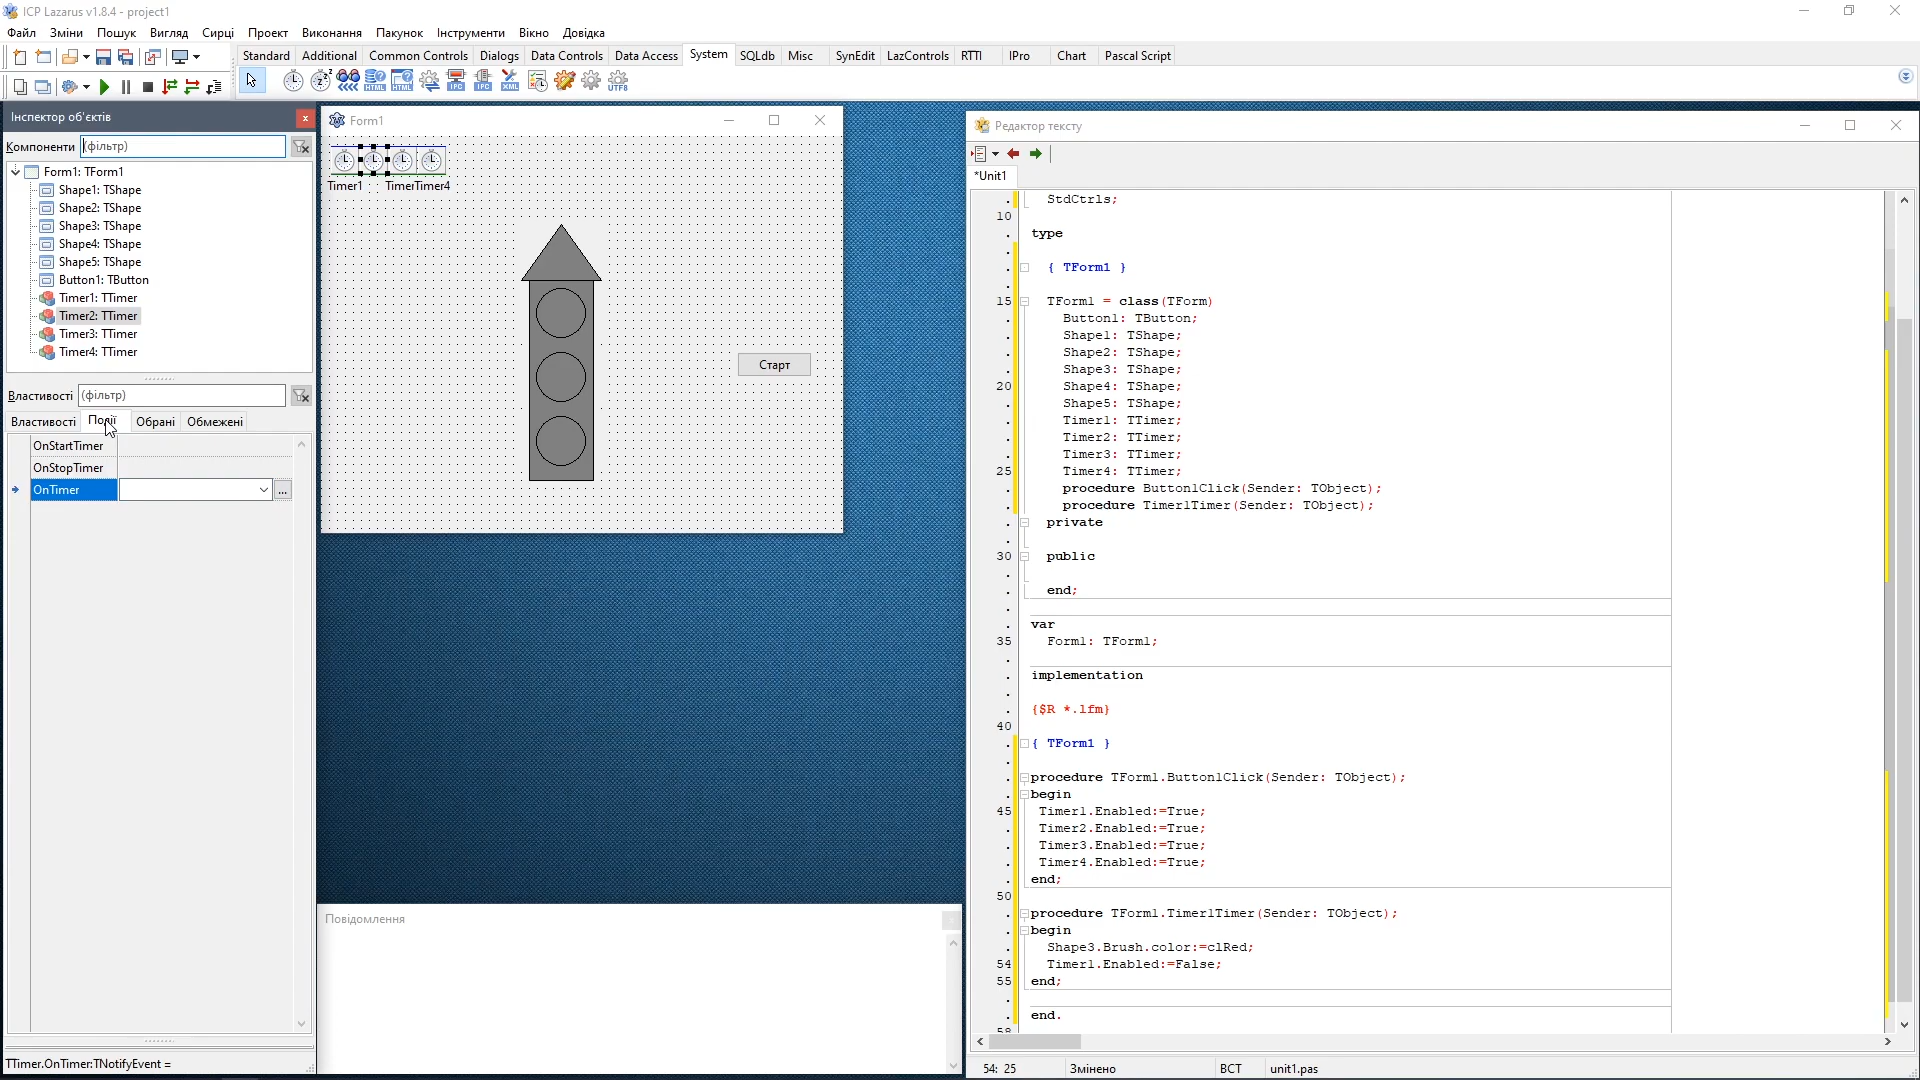 ІСР Lazarus v1.8.4 - project1
Файл Зміни Пошук Вигляд Сирці Проект Виконання Пакунок Інструменти Вікно Довідка
Standard Additional Common Controls Dialogs Data Controls Data Access System SQLdb Misc SynEdit LazControls RTTI IPro Chart Pascal Script
Інспектор об'єктів
Компоненти (фільтр)
Form1: TForm1
Shape1: TShape
Shape2: TShape
Shape3: TShape
Shape4: TShape
Shape5: TShape
Button1: TButton
Timer1: TTimer
Timer2: TTimer
Timer3: TTimer
Timer4: TTimer
Властивості (фільтр)
Властивості Події Обрані Обмежені
OnStartTimer
OnStopTimer
OnTimer
TTimer.OnTimer:TNotifyEvent =
Form1
Timer1 TimerTimer4
Старт
Повідомлення
Редактор тексту
*Unit1
StdCtrls;
10
type
{ TForm1 }
15 TForm1 = class(TForm)
Button1: TButton;
Shape1: TShape;
Shape2: TShape;
Shape3: TShape;
20 Shape4: TShape;
Shape5: TShape;
Timer1: TTimer;
Timer2: TTimer;
Timer3: TTimer;
25 Timer4: TTimer;
procedure Button1Click(Sender: TObject);
procedure Timer1Timer(Sender: TObject);
private
30 public
end;
var
35 Form1: TForm1;
implementation
{$R *.lfm}
40
{ TForm1 }
procedure TForm1.Button1Click(Sender: TObject);
begin
45 Timer1.Enabled:=True;
Timer2.Enabled:=True;
Timer3.Enabled:=True;
Timer4.Enabled:=True;
end;
50
procedure TForm1.Timer1Timer(Sender: TObject);
begin
Shape3.Brush.color:=clRed;
54 Timer1.Enabled:=False;
55 end;
end.
58
54: 25 Змінено ВСТ unit1.pas